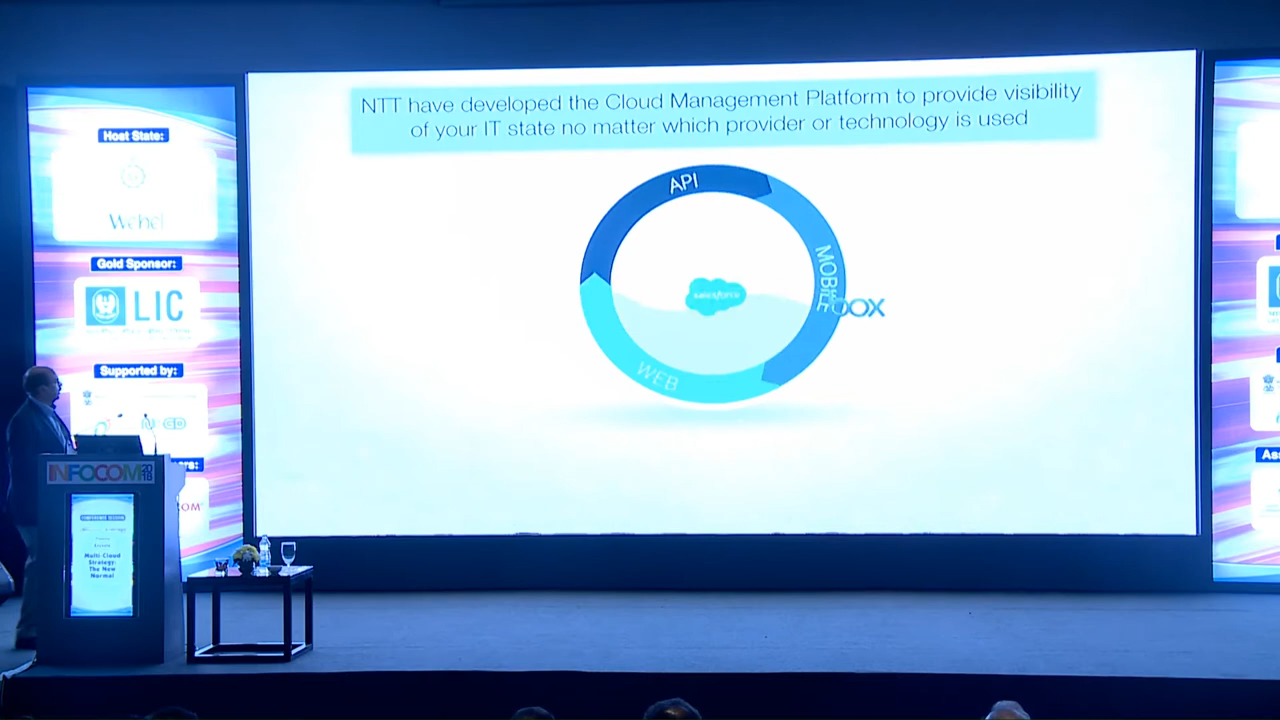 NTT have developed the Cloud Management Platform to provide visibility
of your IT state no matter which provider or technology is used
API
MOBILE
WEB
salesforce
Host State:
Gold Sponsor:
LIC
Supported by:
INFOCOM 2018
CONFERENCE SESSION
Multi Cloud
Strategy:
The New
Normal